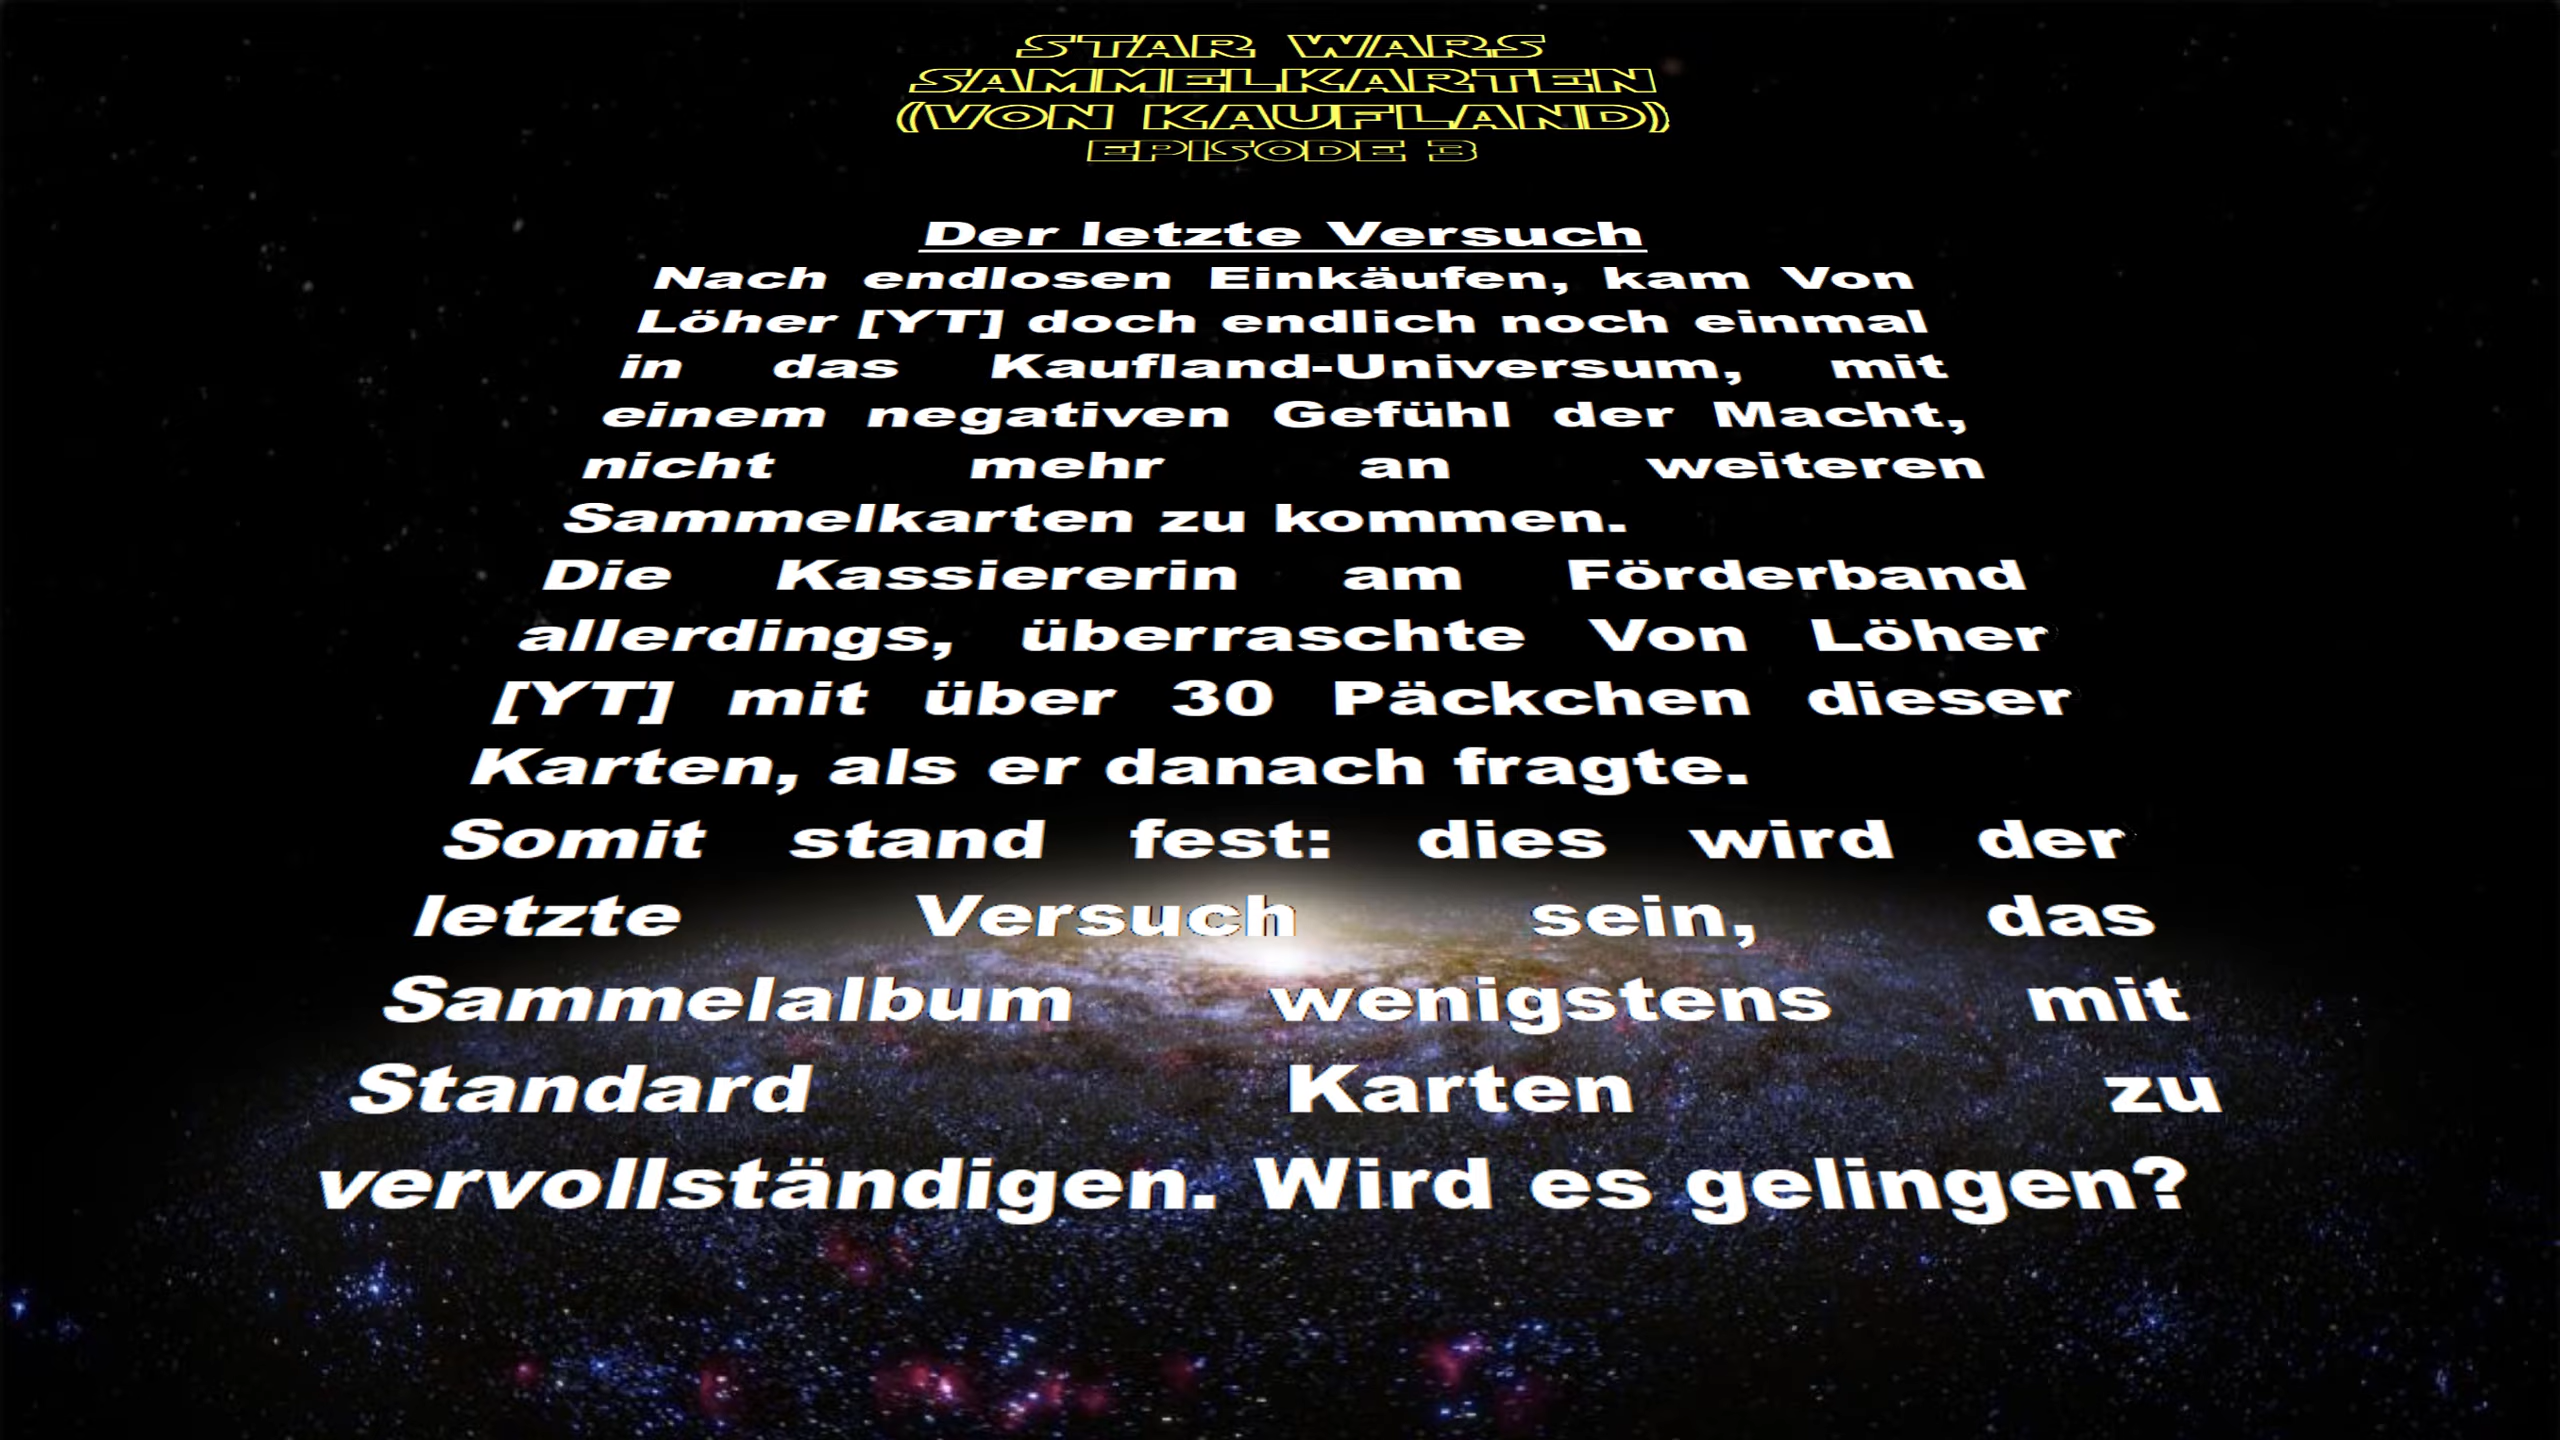 STAR WARS
SAMMELKARTEN
(VON KAUFLAND)
EPISODE 3
Der letzte Versuch
Nach endlosen Einkäufen, kam Von
Löher [YT] doch endlich noch einmal
in das Kaufland-Universum, mit
einem negativen Gefühl der Macht,
nicht mehr an weiteren
Sammelkarten zu kommen.
Die Kassiererin am Förderband
allerdings, überraschte Von Löher
[YT] mit über 30 Päckchen dieser
Karten, als er danach fragte.
Somit stand fest: dies wird der
letzte Versuch sein, das
Sammelalbum wenigstens mit
Standard Karten zu
vervollständigen. Wird es gelingen?